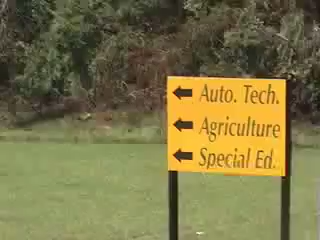 ← Auto. Tech.
← Agriculture
← Special Ed.